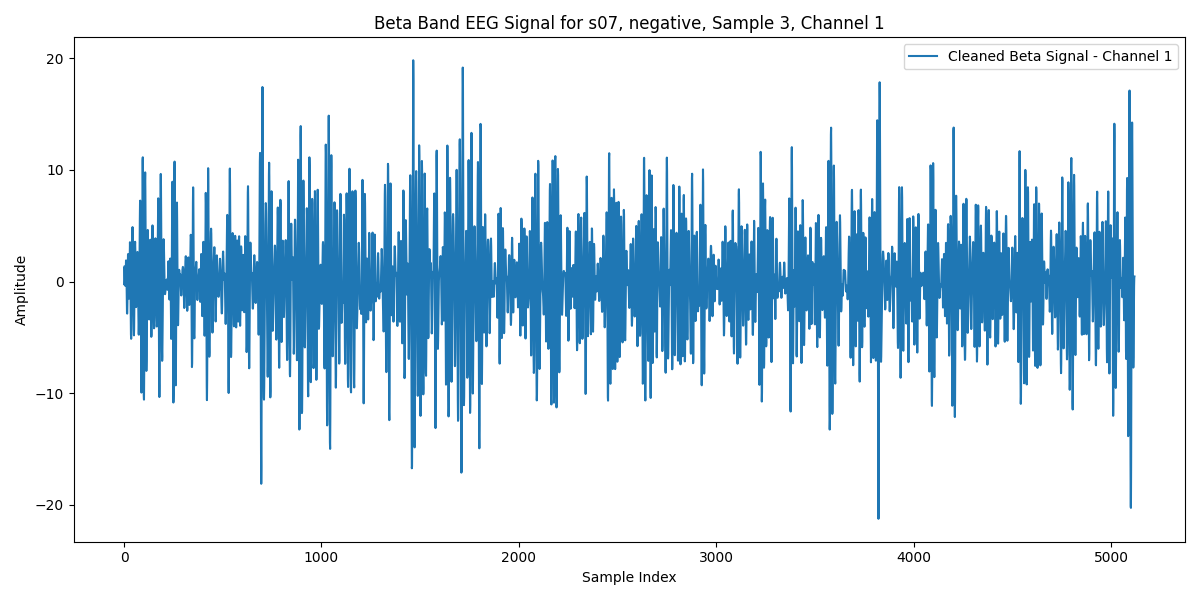 Beta Band EEG Signal for s07, negative, Sample 3, Channel 1
Cleaned Beta Signal - Channel 1
20
10
0
−10
−20
Amplitude
0 1000 2000 3000 4000 5000
Sample Index